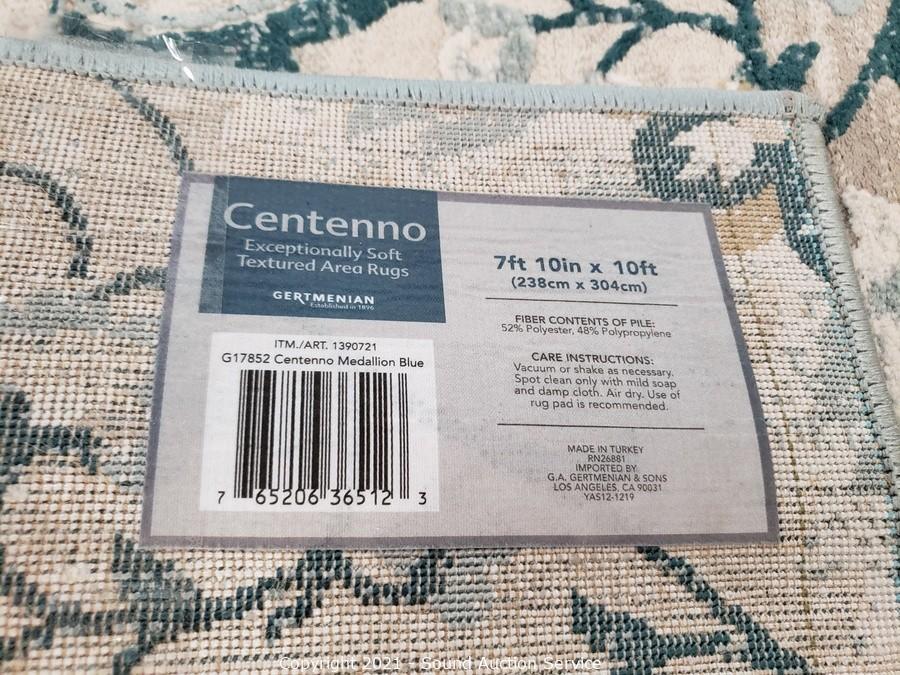 Centenno
Exceptionally Soft
Textured Area Rugs
GERTMENIAN
Established in 1896
ITM./ART. 1390721
G17852 Centenno Medallion Blue
7 65206 36512 3
7ft 10in x 10ft
(238cm x 304cm)
FIBER CONTENTS OF PILE:
52% Polyester, 48% Polypropylene
CARE INSTRUCTIONS:
Vacuum or shake as necessary.
Spot clean only with mild soap
and damp cloth. Air dry. Use of
rug pad is recommended.
MADE IN TURKEY
RN26881
IMPORTED BY
G.A. GERTMENIAN & SONS
LOS ANGELES, CA 90031
YAS12-1219
Copyright 2021 - Sound Auction Service